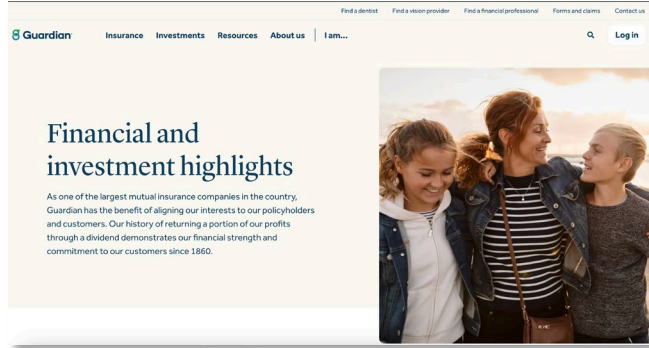 Find a dentist Find a vision provider Find a financial professional Forms and claims Contact us
Guardian Insurance Investments Resources About us I am... Log in
Financial and
investment highlights
As one of the largest mutual insurance companies in the country,
Guardian has the benefit of aligning our interests to our policyholders
and customers. Our history of returning a portion of our profits
through a dividend demonstrates our financial strength and
commitment to our customers since 1860.